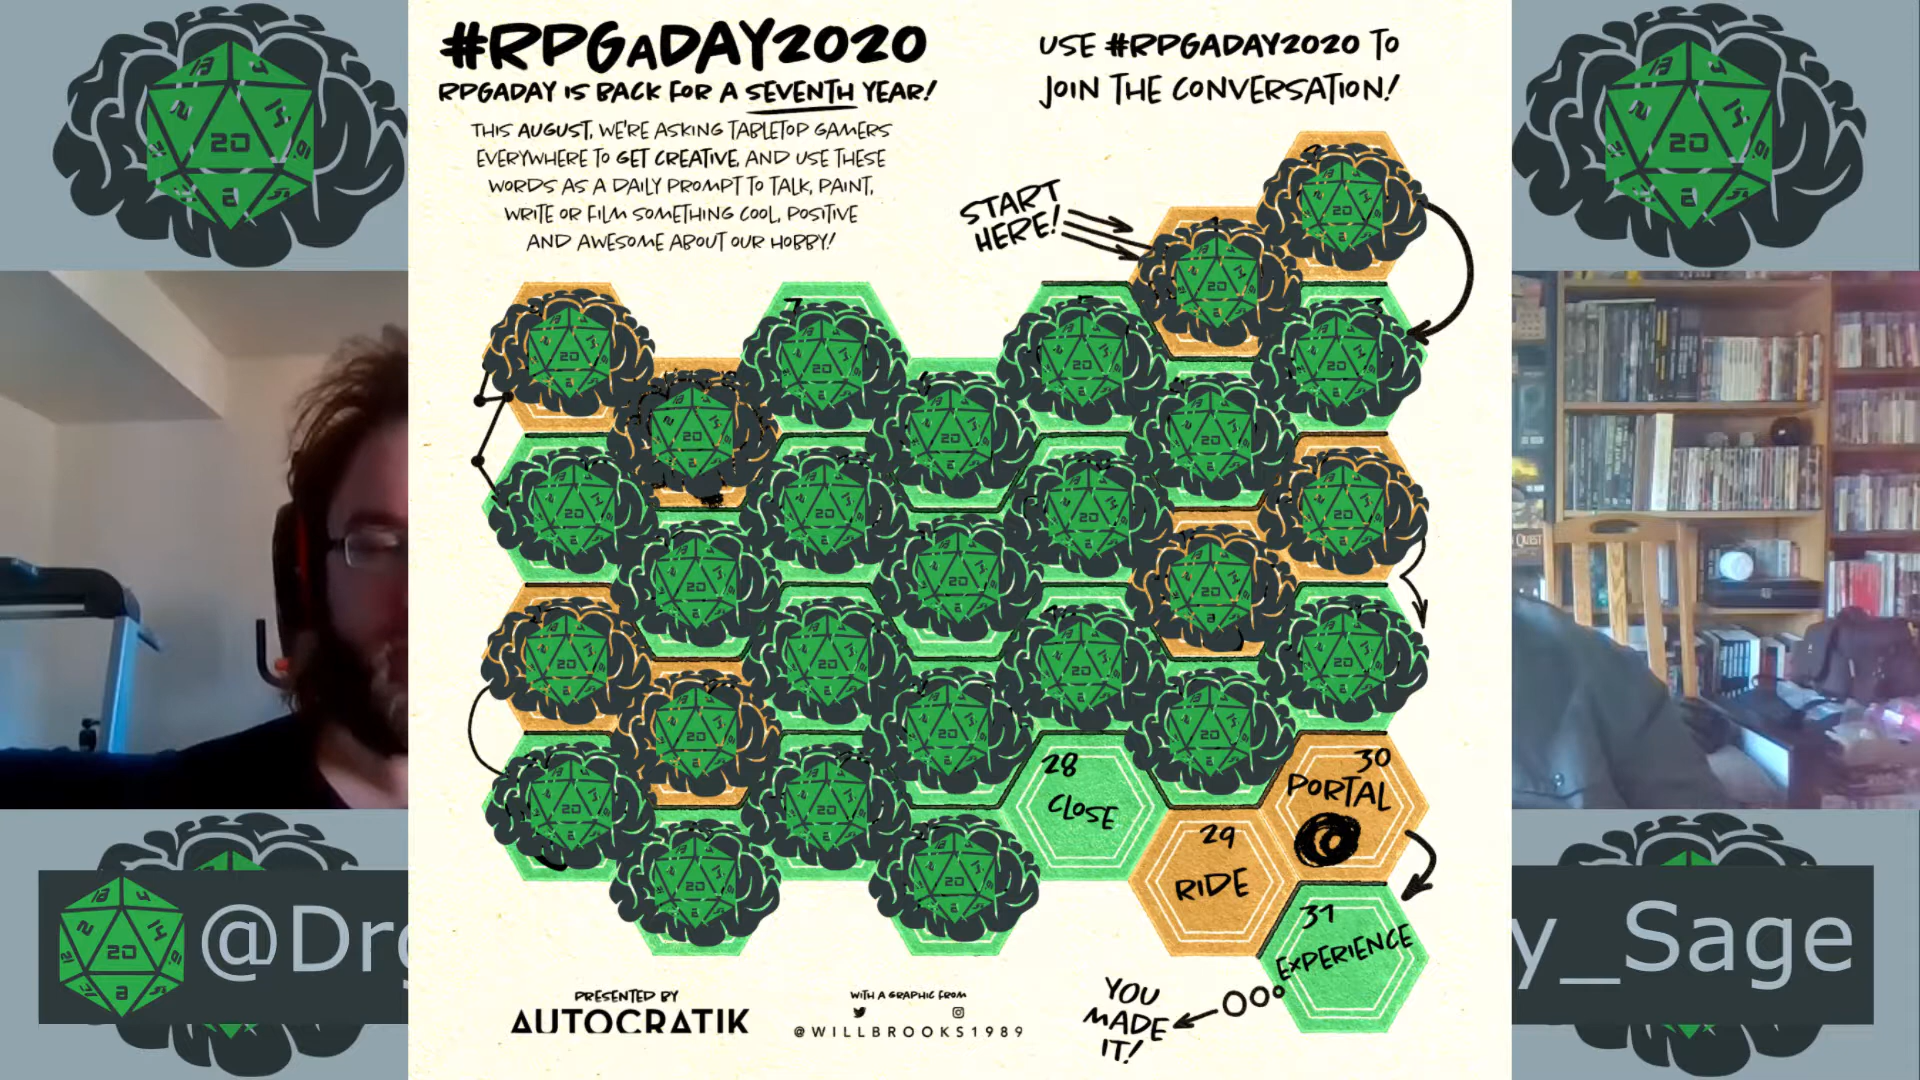 #RPGaDAY2020
RPGADAY IS BACK FOR A SEVENTH YEAR!
THIS AUGUST, WE'RE ASKING TABLETOP GAMERS
EVERYWHERE TO GET CREATIVE, AND USE THESE
WORDS AS A DAILY PROMPT TO TALK, PAINT,
WRITE OR FILM SOMETHING COOL, POSITIVE
AND AWESOME ABOUT OUR HOBBY!
USE #RPGADAY2020 TO
JOIN THE CONVERSATION!
START
HERE!
28
CLOSE
29
RIDE
30
PORTAL
31
EXPERIENCE
YOU
MADE
IT!
PRESENTED BY
AUTOCRATIK
WITH A GRAPHIC FROM
@WILLBROOKS1989
@Dr
y_Sage